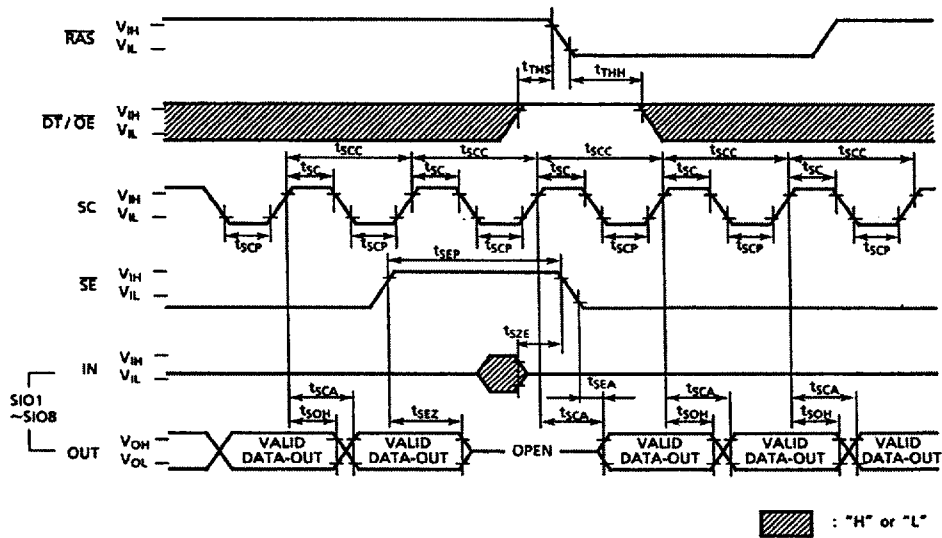 RAS VIH
VIL
tTHS tTHH
DT / OE VIH
VIL
tSCC tSCC tSCC tSCC tSCC
tSC tSC tSC tSC tSC
SC VIH
VIL
tSCP tSCP tSCP tSCP tSCP tSCP
tSEP
SE VIH
VIL
tSZE
IN VIH
VIL
tSEA
SIO1
~SIO8
tSCA tSCA tSCA tSCA
tSOH tSEZ tSOH tSOH
OUT VOH
VOL
VALID DATA-OUT
VALID DATA-OUT
OPEN
VALID DATA-OUT
VALID DATA-OUT
VALID DATA-OUT
: "H" or "L"